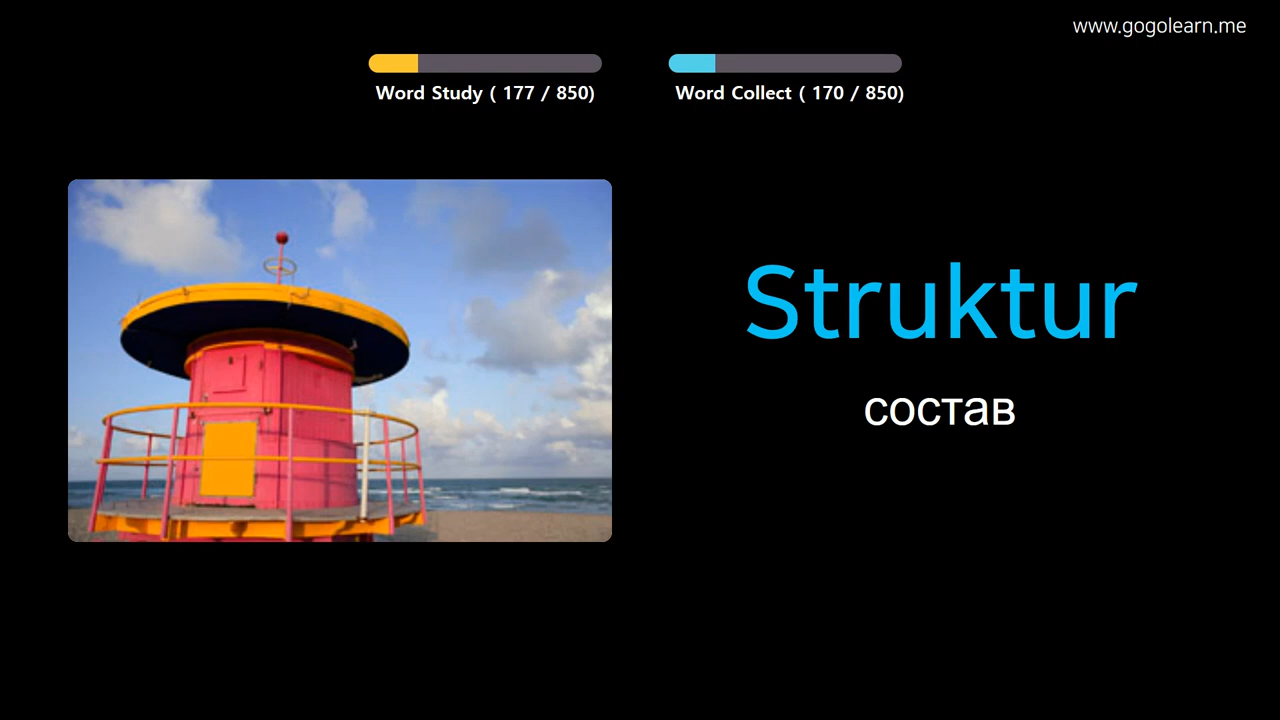 www.gogolearn.me
Word Study ( 177 / 850)
Word Collect ( 170 / 850)
Struktur
состав